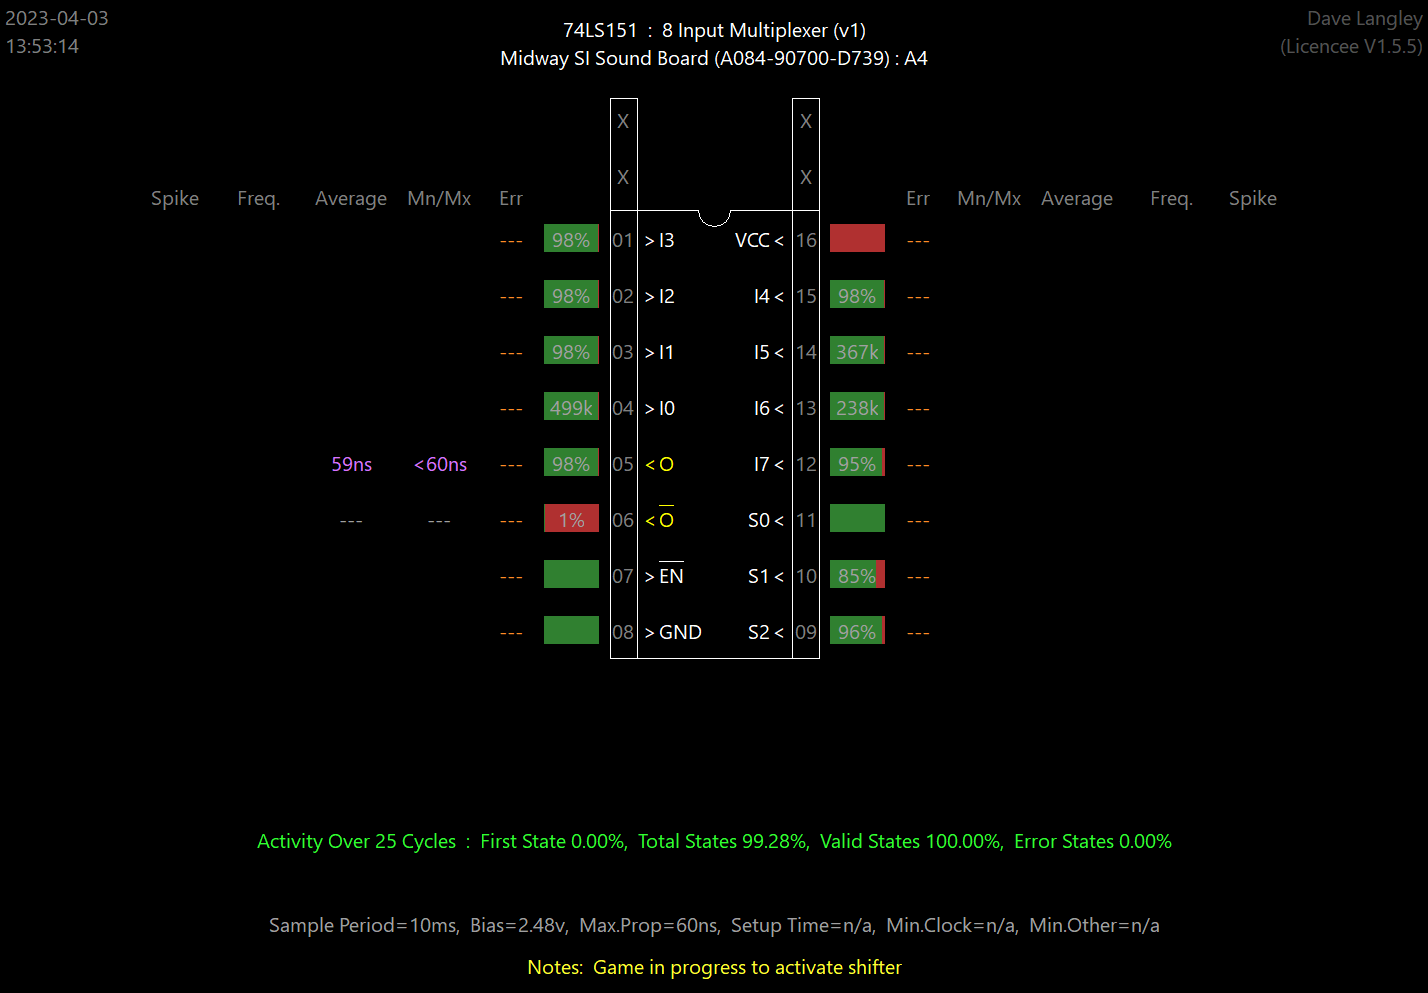 2023-04-03
13:53:14
74LS151 : 8 Input Multiplexer (v1)
Midway SI Sound Board (A084-90700-D739) : A4
Dave Langley
(Licencee V1.5.5)
X X
X X
Spike Freq. Average Mn/Mx Err Err Mn/Mx Average Freq. Spike
--- 98% 01 >I3 VCC< 16 ---
--- 98% 02 >I2 I4< 15 98% ---
--- 98% 03 >I1 I5< 14 367k ---
--- 499k 04 >I0 I6< 13 238k ---
59ns <60ns --- 98% 05 <O I7< 12 95% ---
--- --- --- 1% 06 <O̅ S0< 11 ---
--- 07 >E̅N̅ S1< 10 85% ---
--- 08 >GND S2< 09 96% ---
Activity Over 25 Cycles : First State 0.00%, Total States 99.28%, Valid States 100.00%, Error States 0.00%
Sample Period=10ms, Bias=2.48v, Max.Prop=60ns, Setup Time=n/a, Min.Clock=n/a, Min.Other=n/a
Notes: Game in progress to activate shifter